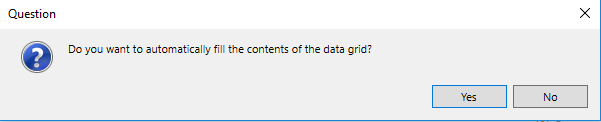 Question
Do you want to automatically fill the contents of the data grid?
Yes
No